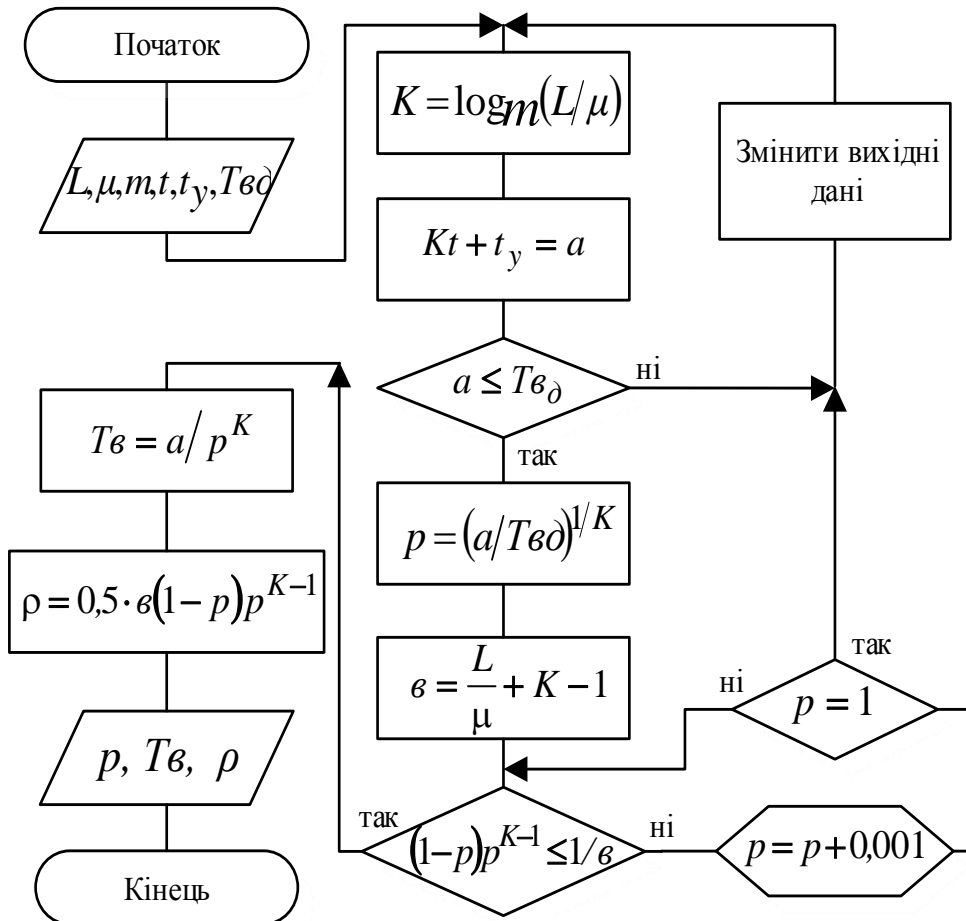 Початок
L,μ,m,t,t_y,Tвд
K = log_m(L/μ)
Kt + t_y = a
a ≤ Tв_д
ні
так
Змінити вихідні
дані
p = (a/Tвд)^{1/K}
в = L/μ + K − 1
(1−p)p^{K−1} ≤ 1/в
так
ні
p = p+0,001
p = 1
ні
так
Tв = a/p^K
ρ = 0,5·в(1−p)p^{K−1}
p, Tв, ρ
Кінець